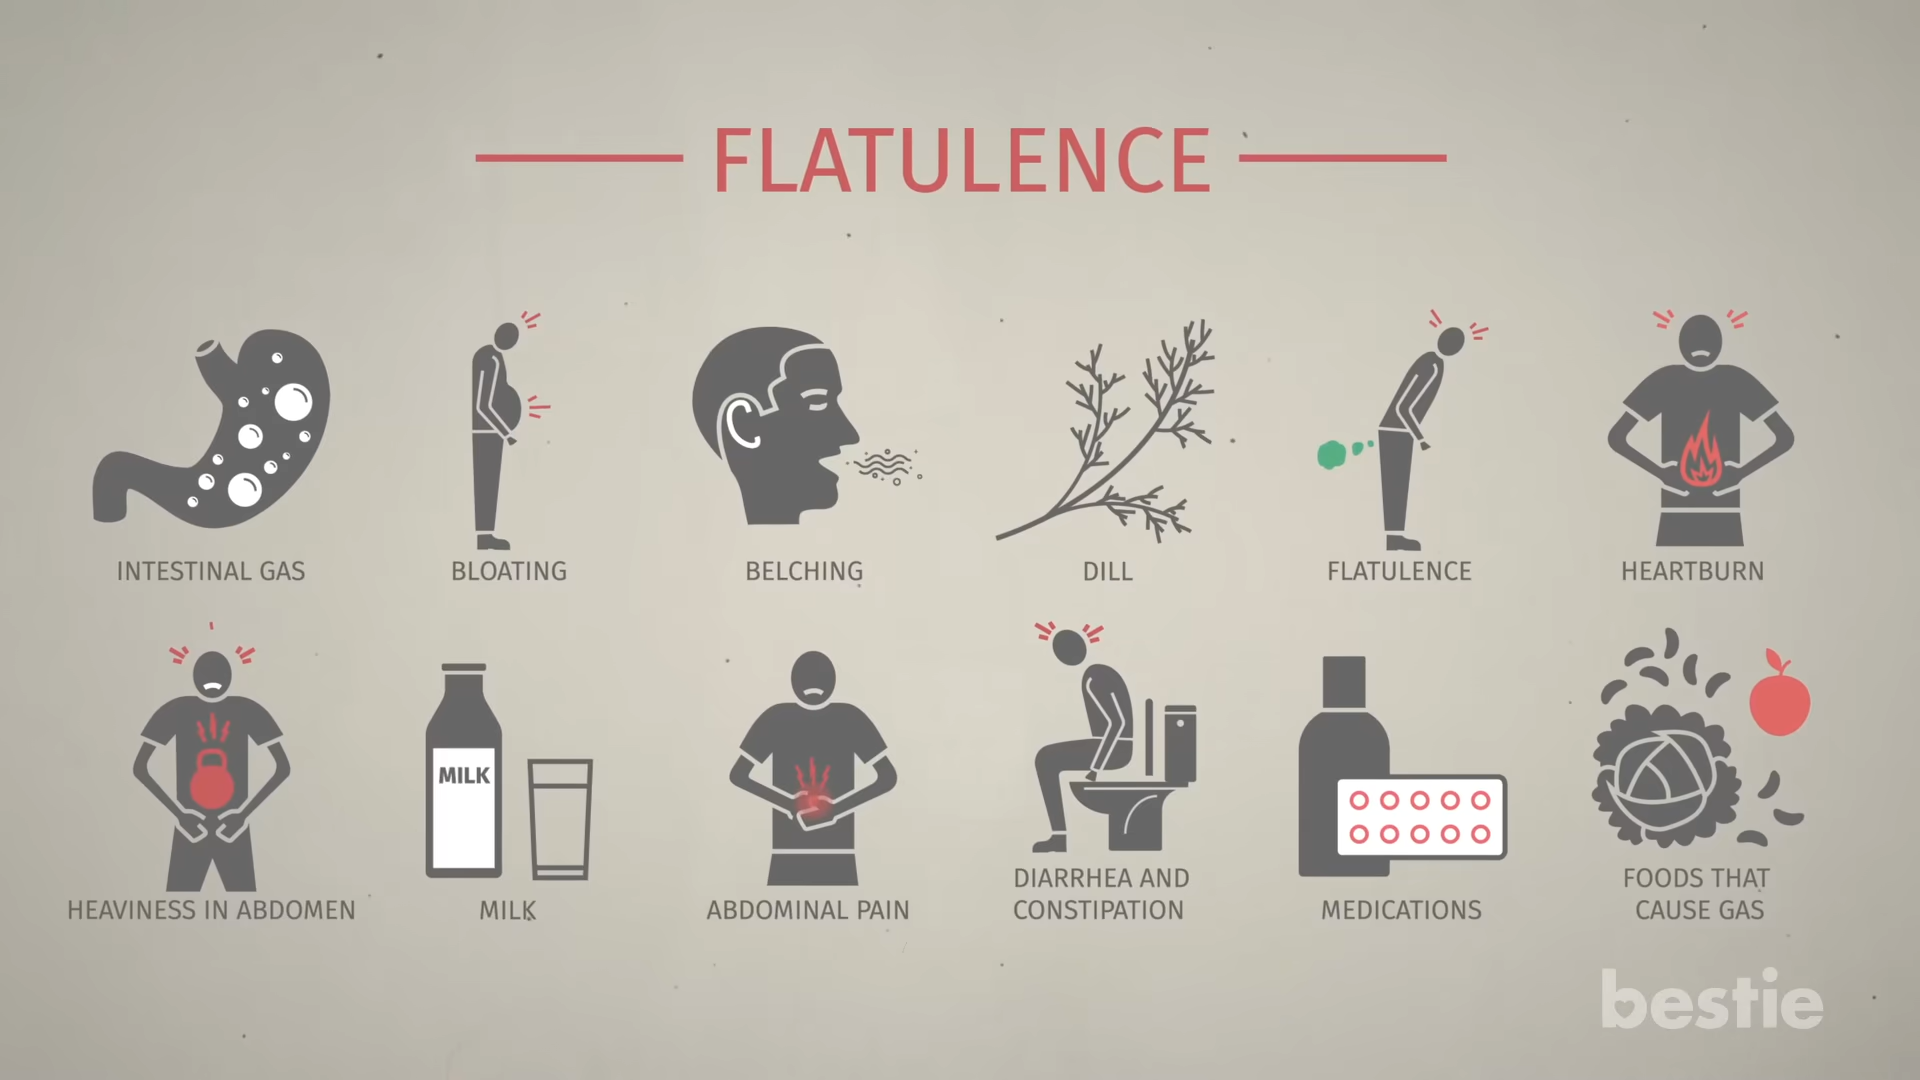 FLATULENCE
INTESTINAL GAS
BLOATING
BELCHING
DILL
FLATULENCE
HEARTBURN
HEAVINESS IN ABDOMEN
MILK
MILK
ABDOMINAL PAIN
DIARRHEA AND
CONSTIPATION
MEDICATIONS
FOODS THAT
CAUSE GAS
bestie